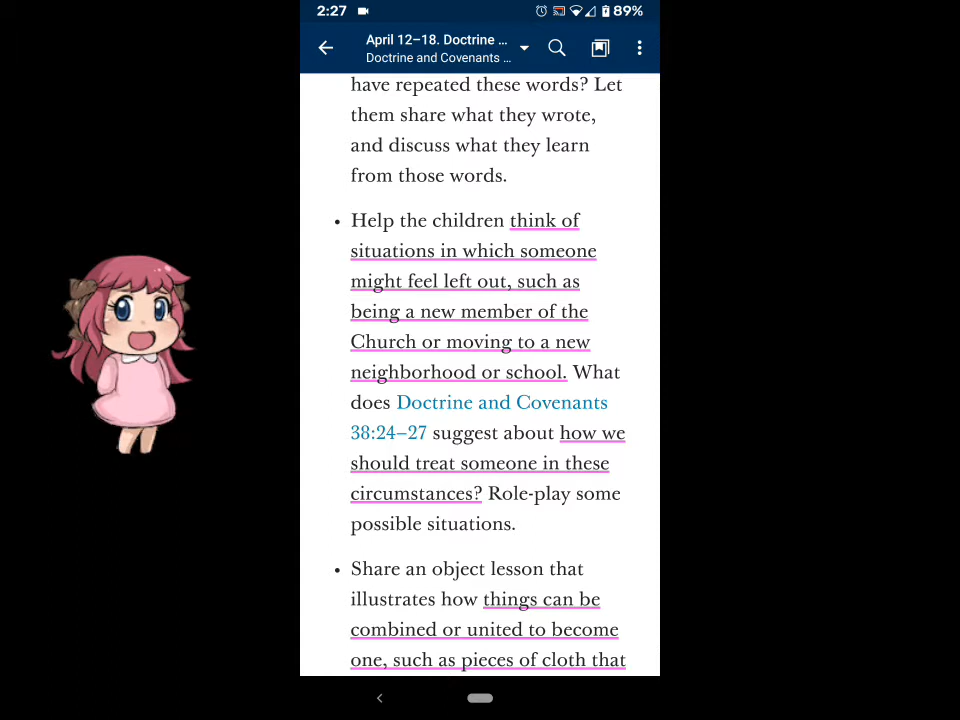 2:27
89%
April 12–18. Doctrine ...
Doctrine and Covenants ...
have repeated these words? Let
them share what they wrote,
and discuss what they learn
from those words.
• Help the children think of
situations in which someone
might feel left out, such as
being a new member of the
Church or moving to a new
neighborhood or school. What
does Doctrine and Covenants
38:24–27 suggest about how we
should treat someone in these
circumstances? Role-play some
possible situations.
• Share an object lesson that
illustrates how things can be
combined or united to become
one, such as pieces of cloth that